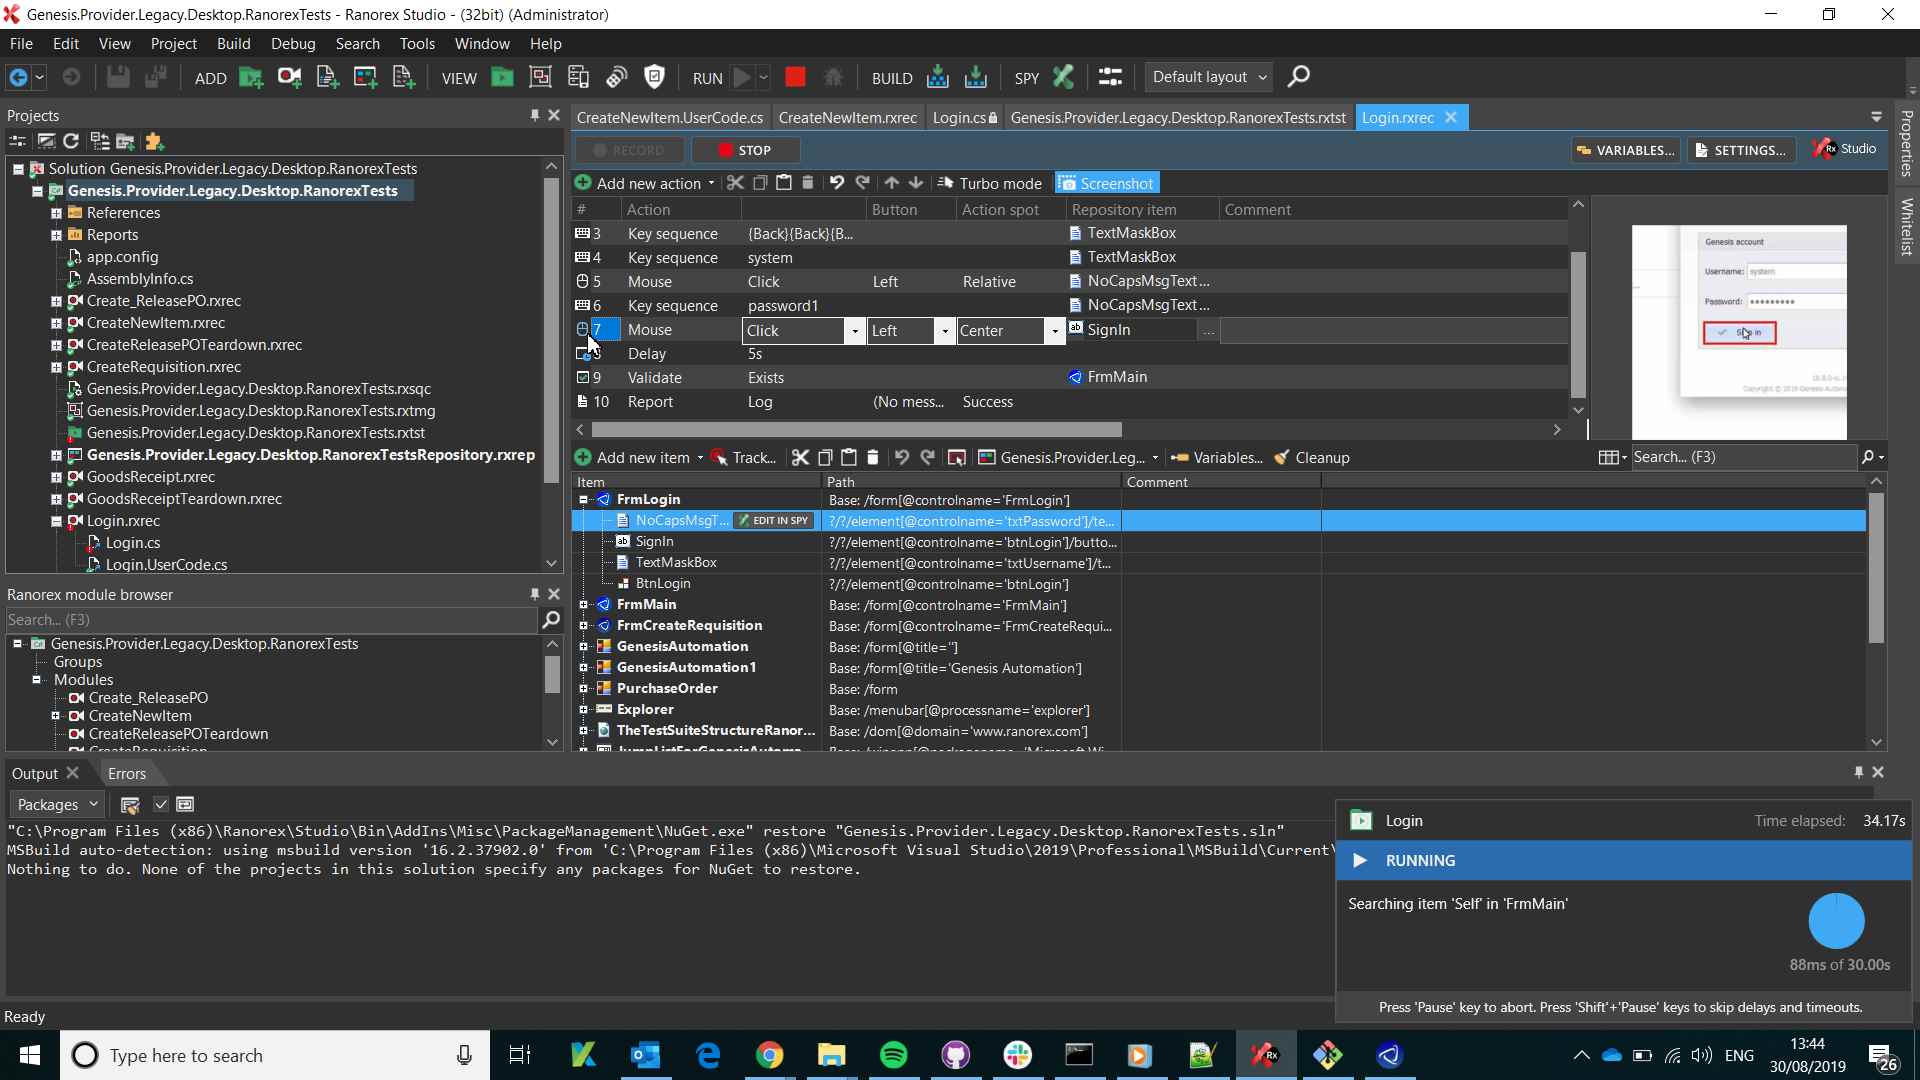 Genesis.Provider.Legacy.Desktop.RanorexTests - Ranorex Studio - (32bit) (Administrator)
File Edit View Project Build Debug Search Tools Window Help
ADD VIEW RUN BUILD SPY Default layout
Projects
CreateNewItem.UserCode.cs CreateNewItem.rxrec Login.cs Genesis.Provider.Legacy.Desktop.RanorexTests.rxtst Login.rxrec
Properties
Whitelist
RECORD STOP VARIABLES... SETTINGS... Studio
Add new action Turbo mode Screenshot
# Action Button Action spot Repository item Comment
3 Key sequence {Back}{Back}{B... TextMaskBox
4 Key sequence system TextMaskBox
5 Mouse Click Left Relative NoCapsMsgText...
6 Key sequence password1 NoCapsMsgText...
7 Mouse Click Left Center SignIn ...
Delay 5s
9 Validate Exists FrmMain
10 Report Log (No mess... Success
Genesis account
Username: system
Password:
Solution Genesis.Provider.Legacy.Desktop.RanorexTests
Genesis.Provider.Legacy.Desktop.RanorexTests
References
Reports
app.config
AssemblyInfo.cs
Create_ReleasePO.rxrec
CreateNewItem.rxrec
CreateReleasePOTeardown.rxrec
CreateRequisition.rxrec
Genesis.Provider.Legacy.Desktop.RanorexTests.rxsqc
Genesis.Provider.Legacy.Desktop.RanorexTests.rxtmg
Genesis.Provider.Legacy.Desktop.RanorexTests.rxtst
Genesis.Provider.Legacy.Desktop.RanorexTestsRepository.rxrep
GoodsReceipt.rxrec
GoodsReceiptTeardown.rxrec
Login.rxrec
Login.cs
Login.UserCode.cs
Add new item Track... Genesis.Provider.Leg... Variables... Cleanup Search... (F3)
Item Path Comment
FrmLogin Base: /form[@controlname='FrmLogin']
NoCapsMsgT... EDIT IN SPY ?/?/element[@controlname='txtPassword']/te...
SignIn ?/?/element[@controlname='btnLogin']/butto...
TextMaskBox ?/?/element[@controlname='txtUsername']/t...
BtnLogin ?/?/element[@controlname='btnLogin']
FrmMain Base: /form[@controlname='FrmMain']
FrmCreateRequisition Base: /form[@controlname='FrmCreateRequi...
GenesisAutomation Base: /form[@title='']
GenesisAutomation1 Base: /form[@title='Genesis Automation']
PurchaseOrder Base: /form
Explorer Base: /menubar[@processname='explorer']
TheTestSuiteStructureRanor... Base: /dom[@domain='www.ranorex.com']
Ranorex module browser
Search... (F3)
Genesis.Provider.Legacy.Desktop.RanorexTests
Groups
Modules
Create_ReleasePO
CreateNewItem
CreateReleasePOTeardown
CreateRequisition
Output Errors
Packages
"C:\Program Files (x86)\Ranorex\Studio\Bin\AddIns\Misc\PackageManagement\NuGet.exe" restore "Genesis.Provider.Legacy.Desktop.RanorexTests.sln"
MSBuild auto-detection: using msbuild version '16.2.37902.0' from 'C:\Program Files (x86)\Microsoft Visual Studio\2019\Professional\MSBuild\Current\
Nothing to do. None of the projects in this solution specify any packages for NuGet to restore.
Login Time elapsed: 34.17s
RUNNING
Searching item 'Self' in 'FrmMain'
88ms of 30.00s
Press 'Pause' key to abort. Press 'Shift'+'Pause' keys to skip delays and timeouts.
Ready
Type here to search
ENG
13:44
30/08/2019
26